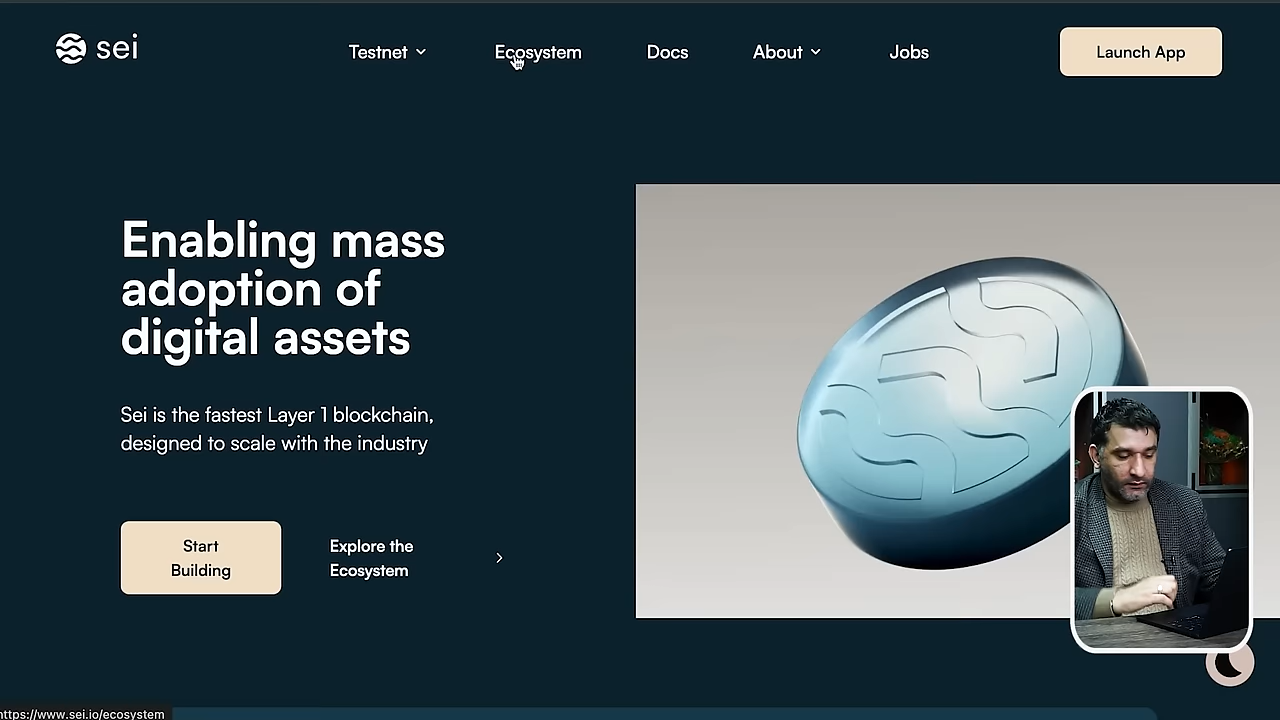 sei
Testnet
Ecosystem
Docs
About
Jobs
Launch App
Enabling mass
adoption of
digital assets
Sei is the fastest Layer 1 blockchain,
designed to scale with the industry
Start
Building
Explore the
Ecosystem
https://www.sei.io/ecosystem